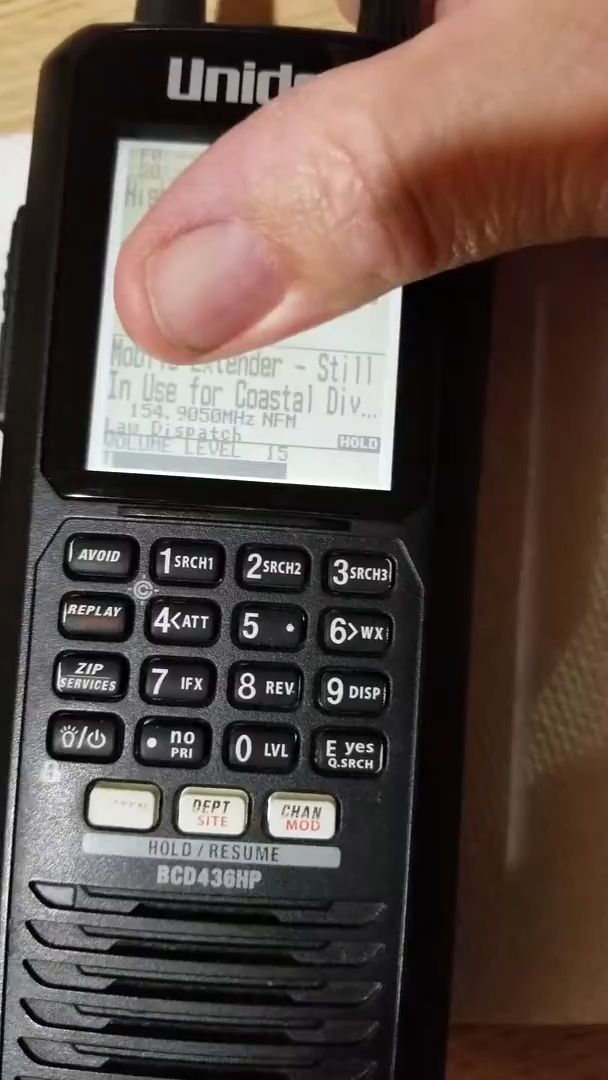 Unid
His
Mobile Extender - Still
In Use for Coastal Div...
154.9050MHz NFM
Law Dispatch
HOLD
VOLUME LEVEL 15
AVOID
1 SRCH1
2 SRCH2
3 SRCH3
REPLAY
4 <ATT
5 •
6 >WX
ZIP
SERVICES
7 IFX
8 REV
9 DISP
• no
PRI
0 LVL
E yes
Q.SRCH
DEPT
SITE
CHAN
MOD
HOLD / RESUME
BCD436HP